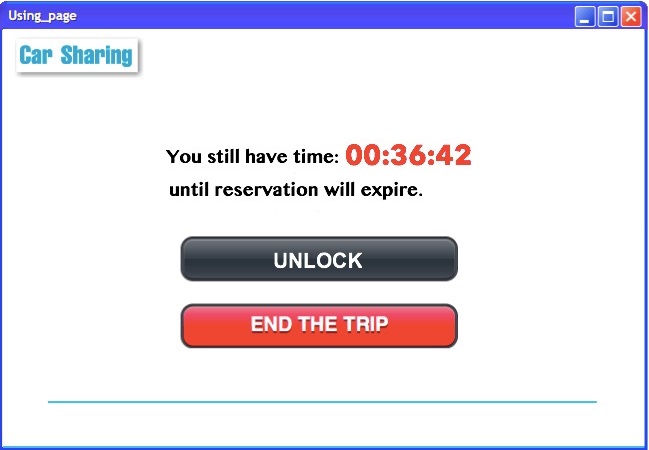 Using_page
Car Sharing
You still have time: 00:36:42
until reservation will expire.
UNLOCK
END THE TRIP